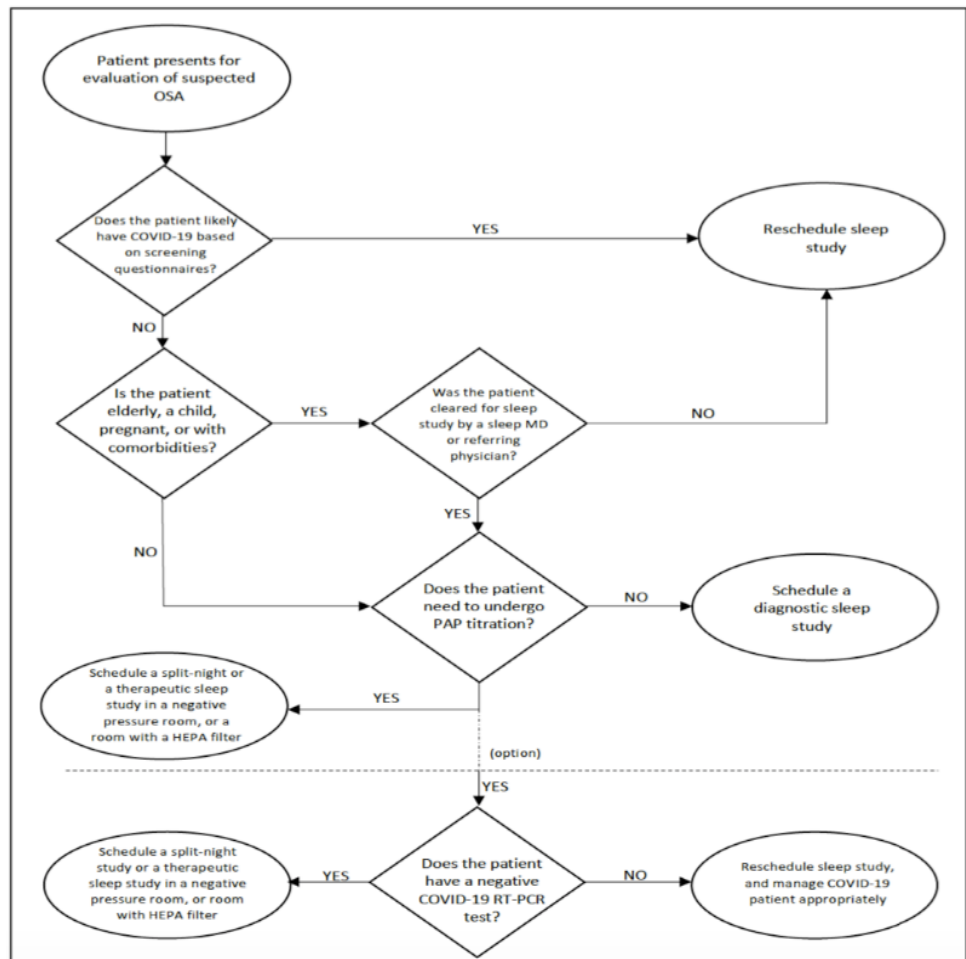 Patient presents for
evaluation of suspected
OSA
Does the patient likely
have COVID-19 based
on screening
questionnaires?
YES
Reschedule sleep
study
NO
Is the patient
elderly, a child,
pregnant, or with
comorbidities?
YES
Was the patient
cleared for sleep
study by a sleep MD
or referring
physician?
NO
YES
NO
Does the patient
need to undergo
PAP titration?
NO
Schedule a
diagnostic sleep
study
Schedule a split-night or
a therapeutic sleep
study in a negative
pressure room, or a
room with a HEPA filter
YES
(option)
YES
Schedule a split-night
study or a therapeutic
sleep study in a negative
pressure room, or room
with HEPA filter
YES
Does the patient
have a negative
COVID-19 RT-PCR
test?
NO
Reschedule sleep study,
and manage COVID-19
patient appropriately